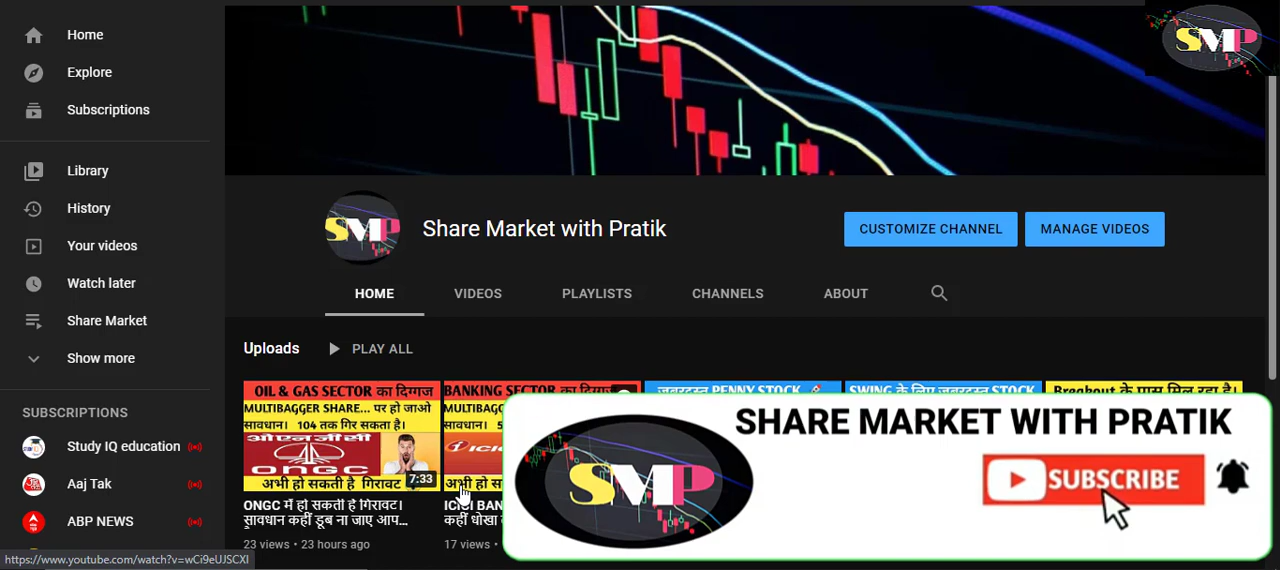 SMP
Home
Explore
Subscriptions
Library
History
Your videos
Watch later
Share Market
Show more
SUBSCRIPTIONS
Study IQ education
Aaj Tak
ABP NEWS
SMP
Share Market with Pratik
CUSTOMIZE CHANNEL
MANAGE VIDEOS
HOME VIDEOS PLAYLISTS CHANNELS ABOUT
Uploads PLAY ALL
OIL & GAS SECTOR का दिग्गज
MULTIBAGGER SHARE... पर हो जाओ
सावधान। 104 तक गिर सकता है।
ओएनजीसी
ONGC
अभी हो सकती है गिरावट
7:33
ONGC में हो सकती है गिरावट।
सावधान कहीं डूब ना जाए आप...
23 views • 23 hours ago
BANKING SECTOR का
MULTIBA
सावधान। 5
ICIC
अभी हो स
ICICI BAN
कहीं धोखा
17 views •
जबरदस्त PENNY STOCK
SWING के लिए जबरदस्त STOCK
Breakout के पास मिल रहा है।
SHARE MARKET WITH PRATIK
SMP
SUBSCRIBE
https://www.youtube.com/watch?v=wCi9eUJSCXI